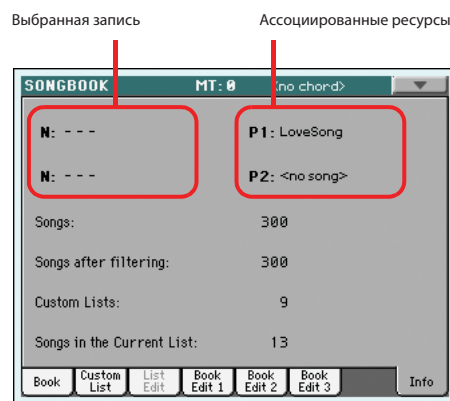 Выбранная запись Ассоциированные ресурсы
SONGBOOK MT: 0 <no chord>
N: --- P1: LoveSong
N: --- P2: <no song>
Songs: 300
Songs after filtering: 300
Custom Lists: 9
Songs in the Current List: 13
Book Custom List List Edit Book Edit 1 Book Edit 2 Book Edit 3 Info